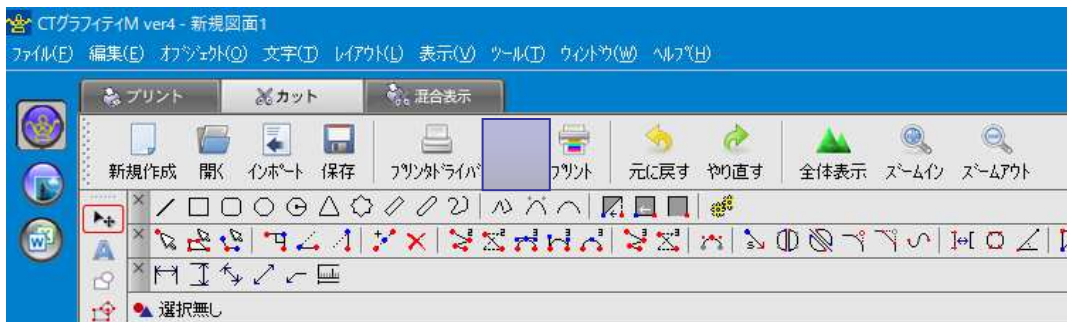 CTグラフィティM ver4 - 新規図面1
ファイル(F) 編集(E) オブジェクト(O) 文字(T) レイアウト(L) 表示(V) ツール(T) ウィンドウ(W) ヘルプ(H)
プリント カット 混合表示
新規作成 開く インポート 保存 プリンタドライバ プリント 元に戻す やり直す 全体表示 ズームイン ズームアウト
選択無し